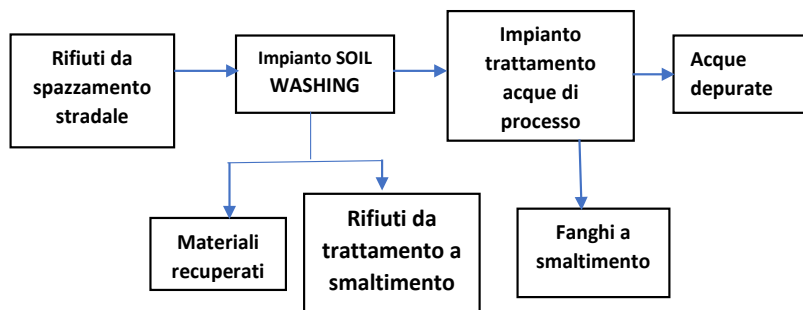 Rifiuti da
spazzamento
stradale
Impianto SOIL
WASHING
Impianto
trattamento
acque di
processo
Acque
depurate
Materiali
recuperati
Rifiuti da
trattamento a
smaltimento
Fanghi a
smaltimento